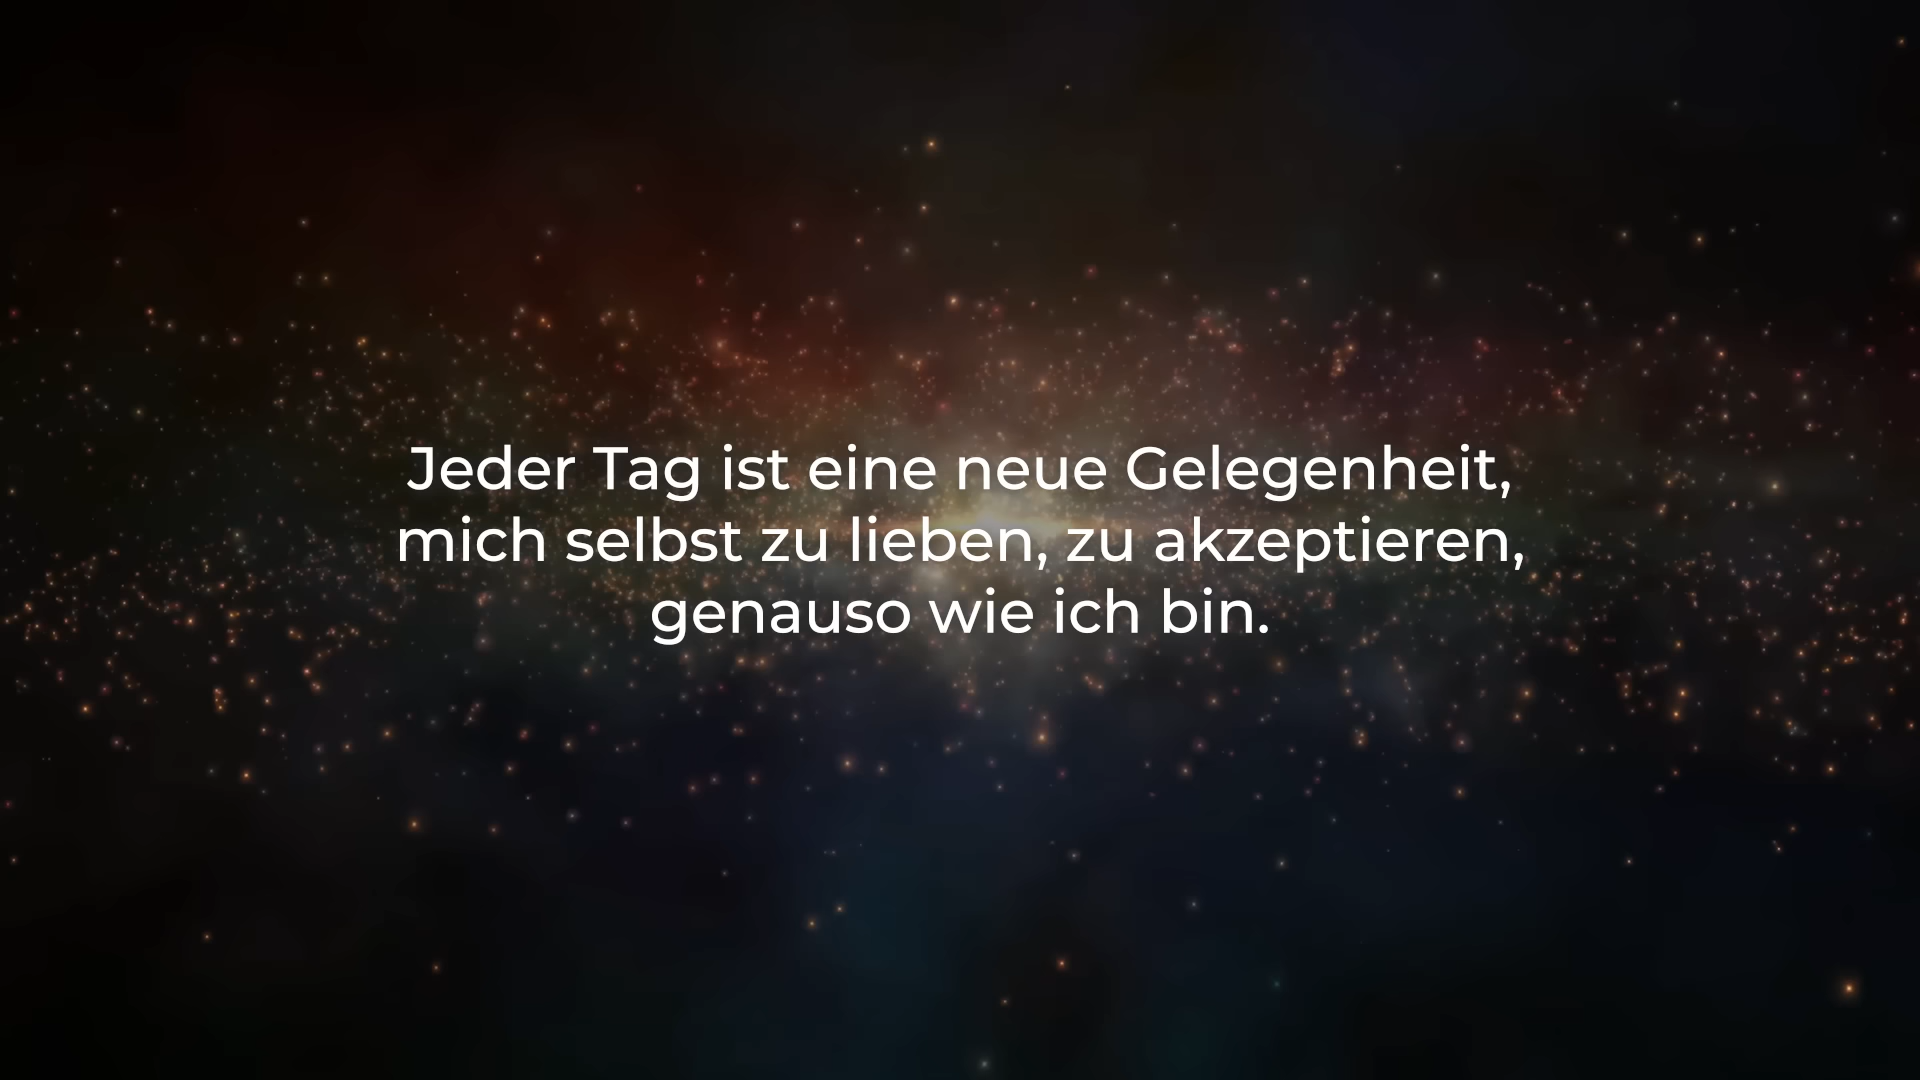 Jeder Tag ist eine neue Gelegenheit,
mich selbst zu lieben, zu akzeptieren,
genauso wie ich bin.